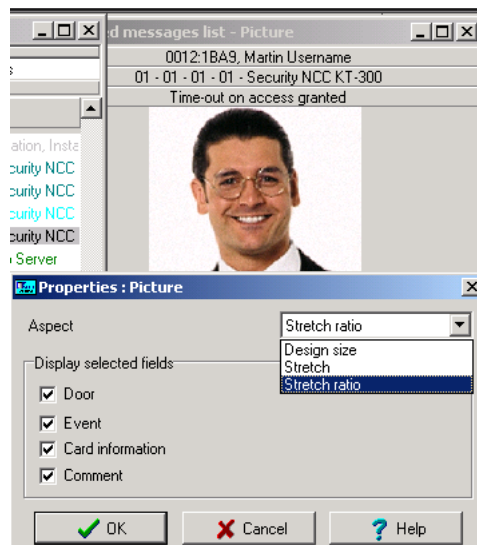 d messages list - Picture
s
0012:1BA9, Martin Username
01 - 01 - 01 - 01 - Security NCC KT-300
Time-out on access granted
ation, Insta
curity NCC
curity NCC
curity NCC
curity NCC
Server
Properties : Picture
Aspect
Stretch ratio
Design size
Stretch
Stretch ratio
Display selected fields
Door
Event
Card information
Comment
OK
Cancel
Help